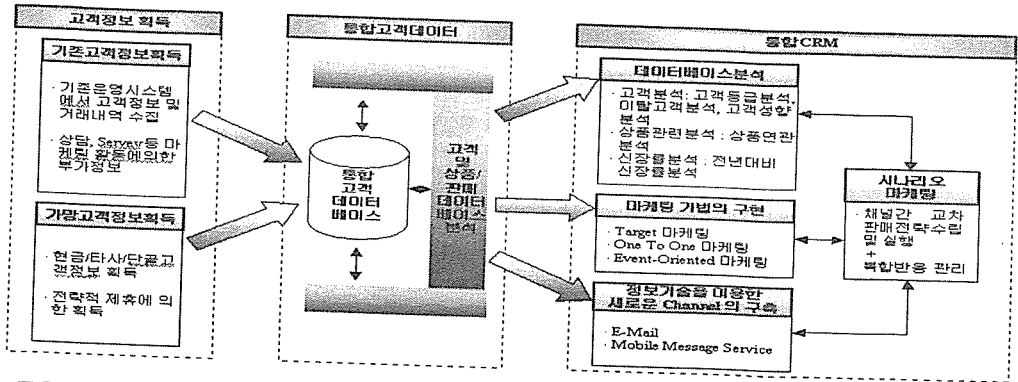 고객정보 획득
기존고객정보획득
· 기존운영시스템
에서 고객정보 및
거래내역 수집
· 상담, Server등 마
케팅 활동에의한
부가정보
가망고객정보획득
· 현금/타사/단골고
객정보 획득
· 전략적 제휴에 의
한 획득
통합고객데이터
통합
고객
데이터
베이스
고객
및
상품/
판매
데이터
베이스
분석
통합CRM
데이터베이스분석
· 고객분석 : 고객등급분석,
이탈고객분석, 고객성향
분석
· 상품관련분석 : 상품연관
분석
· 신장률분석 : 전년대비
신장률분석
마케팅 기법의 구현
· Target 마케팅
· One To One 마케팅
· Event-Oriented 마케팅
정보기술을 이용한
새로운 Channel 의 구축
· E-Mail
· Mobile Message Service
시나리오
마케팅
· 채널간 교차
판매전략수립
및 실행
+
복합반응 관리